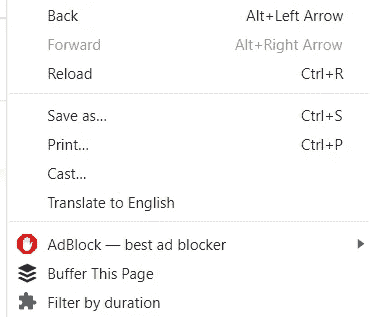 Back Alt+Left Arrow
Forward Alt+Right Arrow
Reload Ctrl+R
Save as... Ctrl+S
Print... Ctrl+P
Cast...
Translate to English
AdBlock — best ad blocker
Buffer This Page
Filter by duration